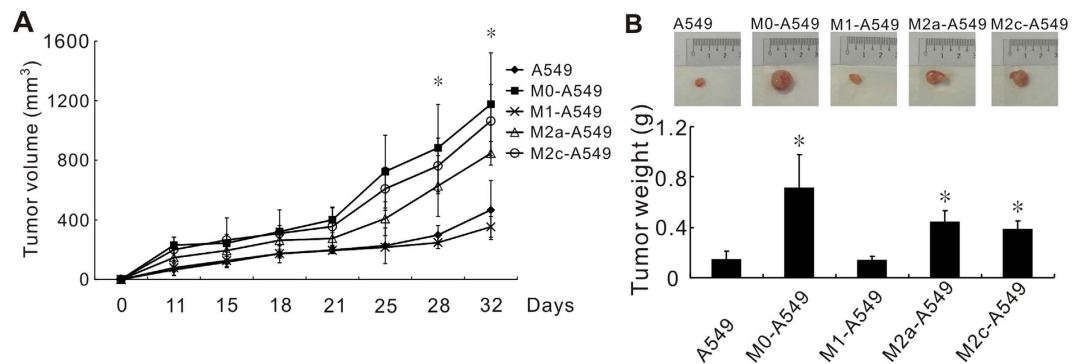 A
Tumor volume (mm³)
1600
1200
800
400
0
0 11 15 18 21 25 28 32 Days
*
*
A549
M0-A549
M1-A549
M2a-A549
M2c-A549
B
A549 M0-A549 M1-A549 M2a-A549 M2c-A549
Tumor weight (g)
1.2
0.8
0.4
0
*
*
*
A549
M0-A549
M1-A549
M2a-A549
M2c-A549